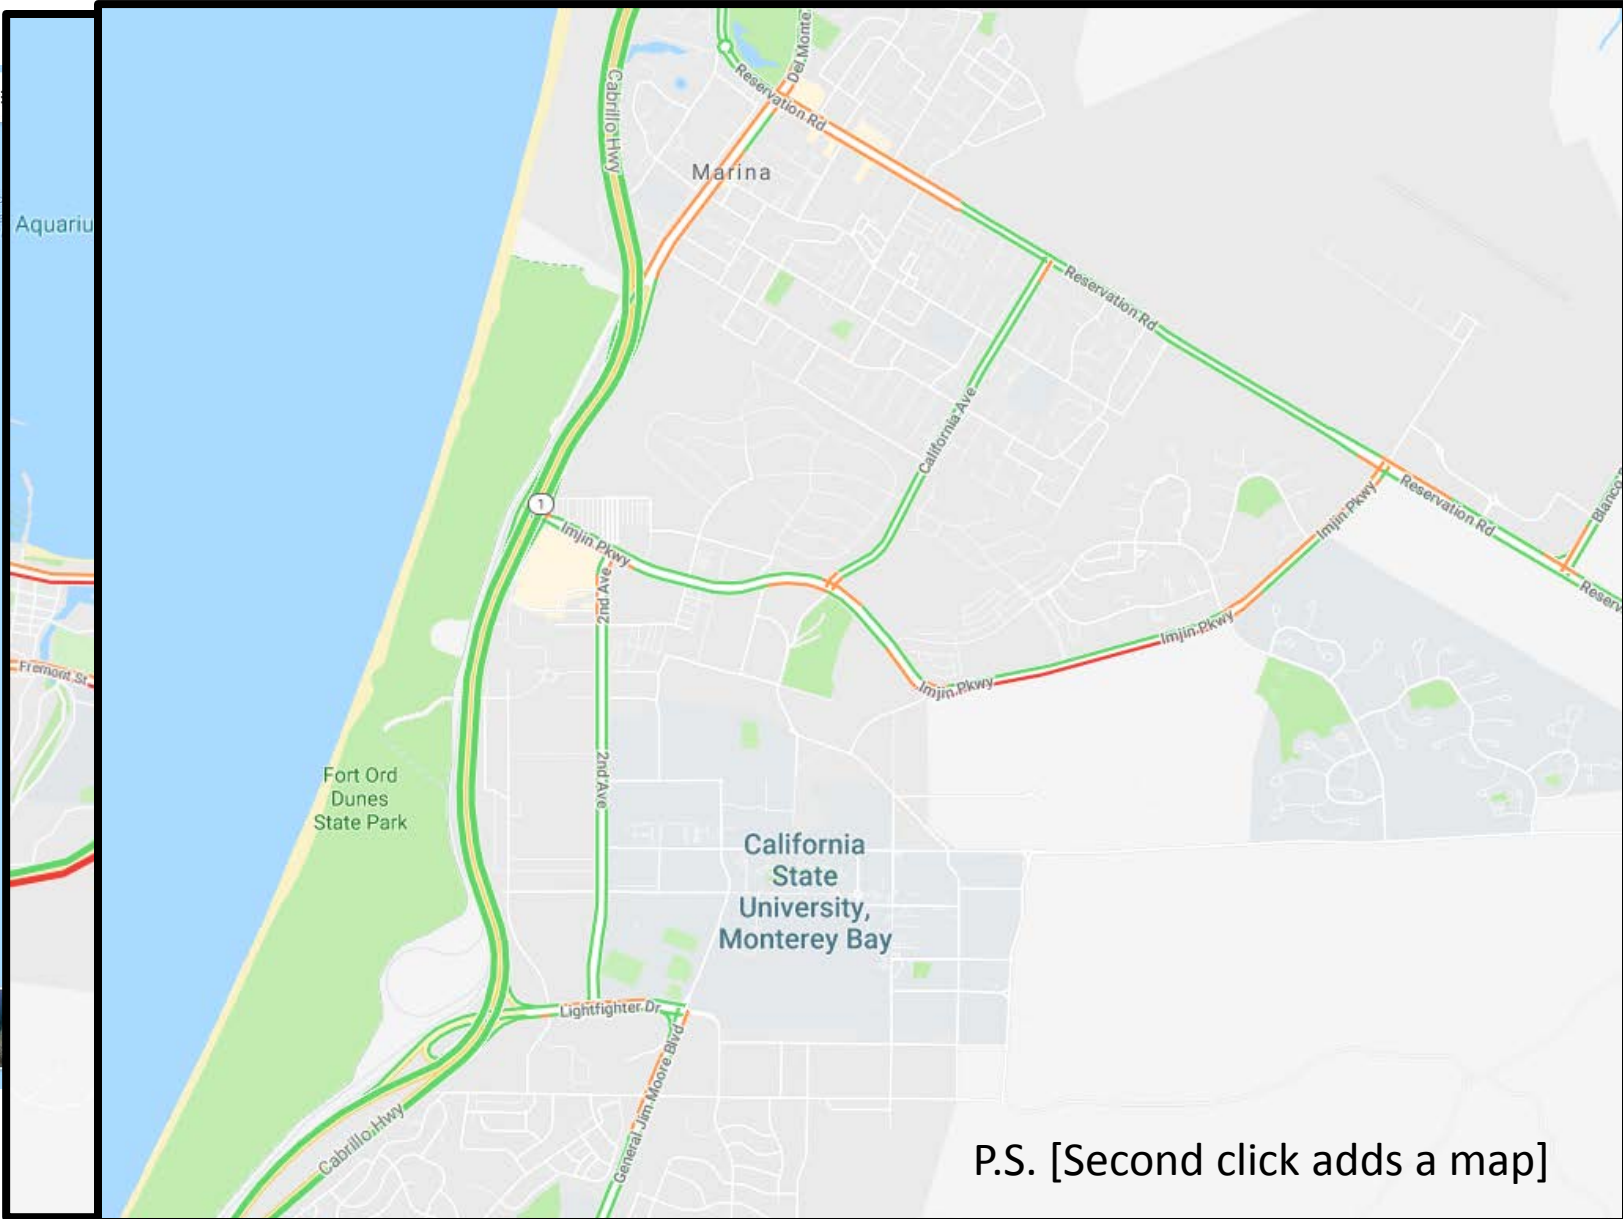 Aquariu
Fremont St
Cabrillo Hwy
Del Monte
Reservation Rd
Marina
Reservation Rd
California Ave
1
Imjin Pkwy
2nd Ave
Imjin Pkwy
Reservation Rd
Blanco
Reserv
Imjin Pkwy
Imjin Pkwy
2nd Ave
Fort Ord
Dunes
State Park
California
State
University,
Monterey Bay
Lightfighter Dr
General Jim Moore Blvd
Cabrillo Hwy
P.S. [Second click adds a map]